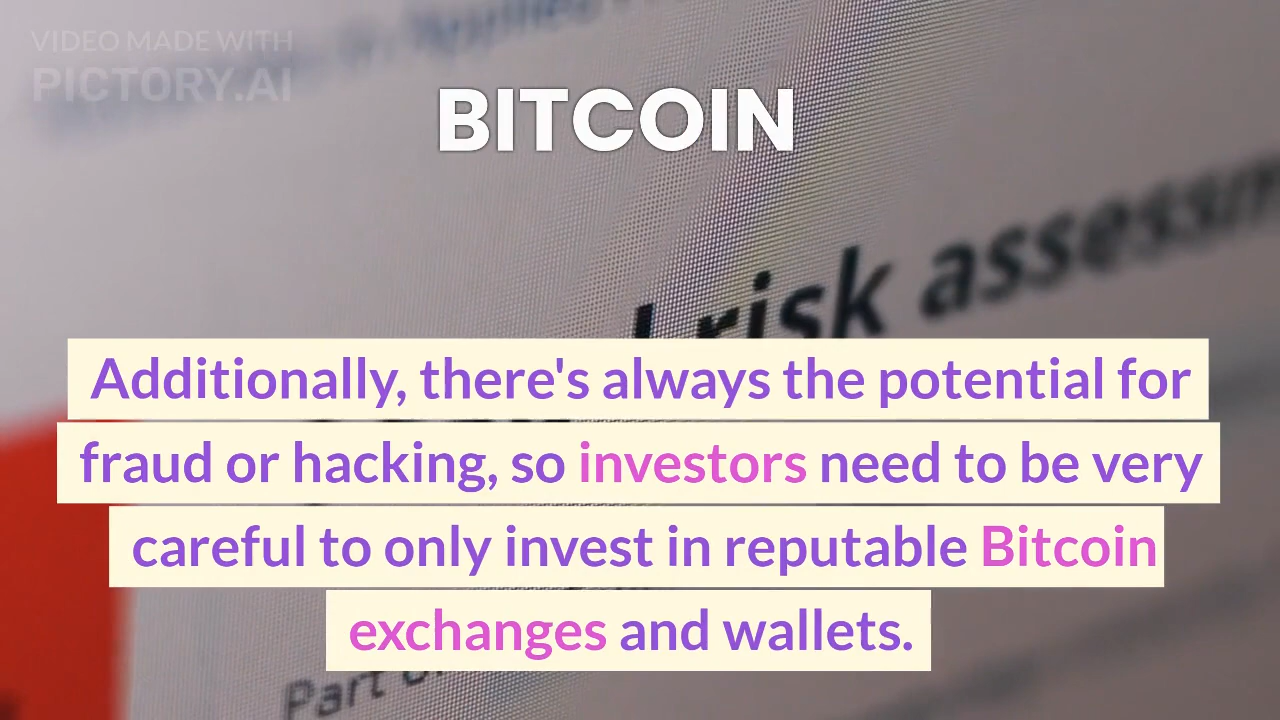 VIDEO MADE WITH
PICTORY.AI
BITCOIN
risk
Additionally, there's always the potential for
fraud or hacking, so investors need to be very
careful to only invest in reputable Bitcoin
exchanges and wallets.
Part